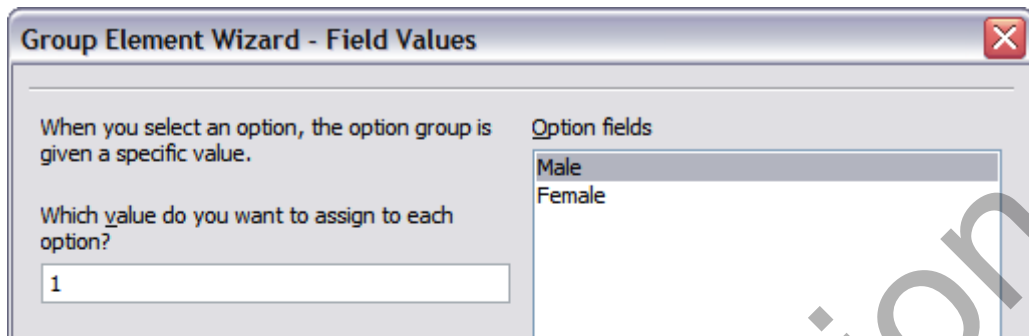 Group Element Wizard - Field Values
When you select an option, the option group is
given a specific value.
Which value do you want to assign to each
option?
1
Option fields
Male
Female